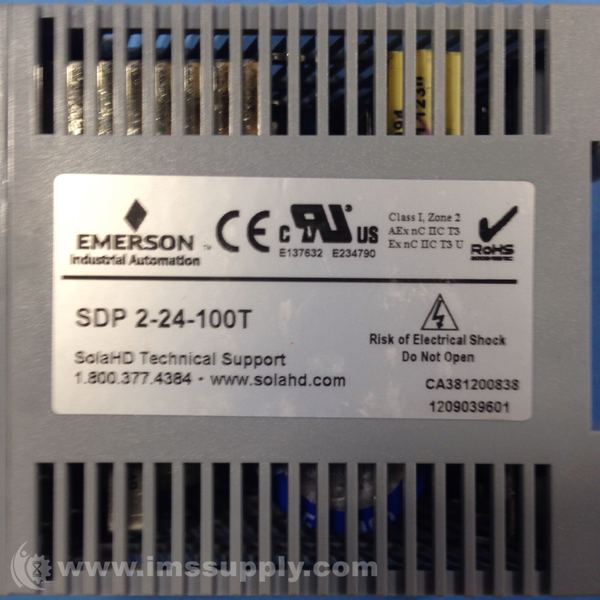 EMERSON
Industrial Automation
CE
c UR US
E137632 E234790
Class I, Zone 2
AEx nC IIC T3
Ex nC IIC T3 U
RoHS
SDP 2-24-100T
Risk of Electrical Shock
Do Not Open
SolaHD Technical Support
1.800.377.4384 - www.solahd.com
CA381200838
1209039601
www.imssupply.com